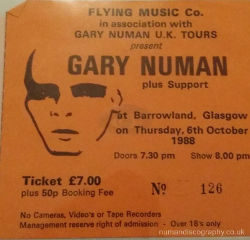 FLYING MUSIC Co.
in association with
GARY NUMAN U.K. TOURS
present
GARY NUMAN
plus Support
at Barrowland, Glasgow
on Thursday, 6th October
1988
Doors 7.30 pm Show 8.00 pm
Ticket £7.00
plus 50p Booking Fee
Nº 126
No Cameras, Video's or Tape Recorders
Management reserve right of admission - Over 18's only
numandiscography.co.uk